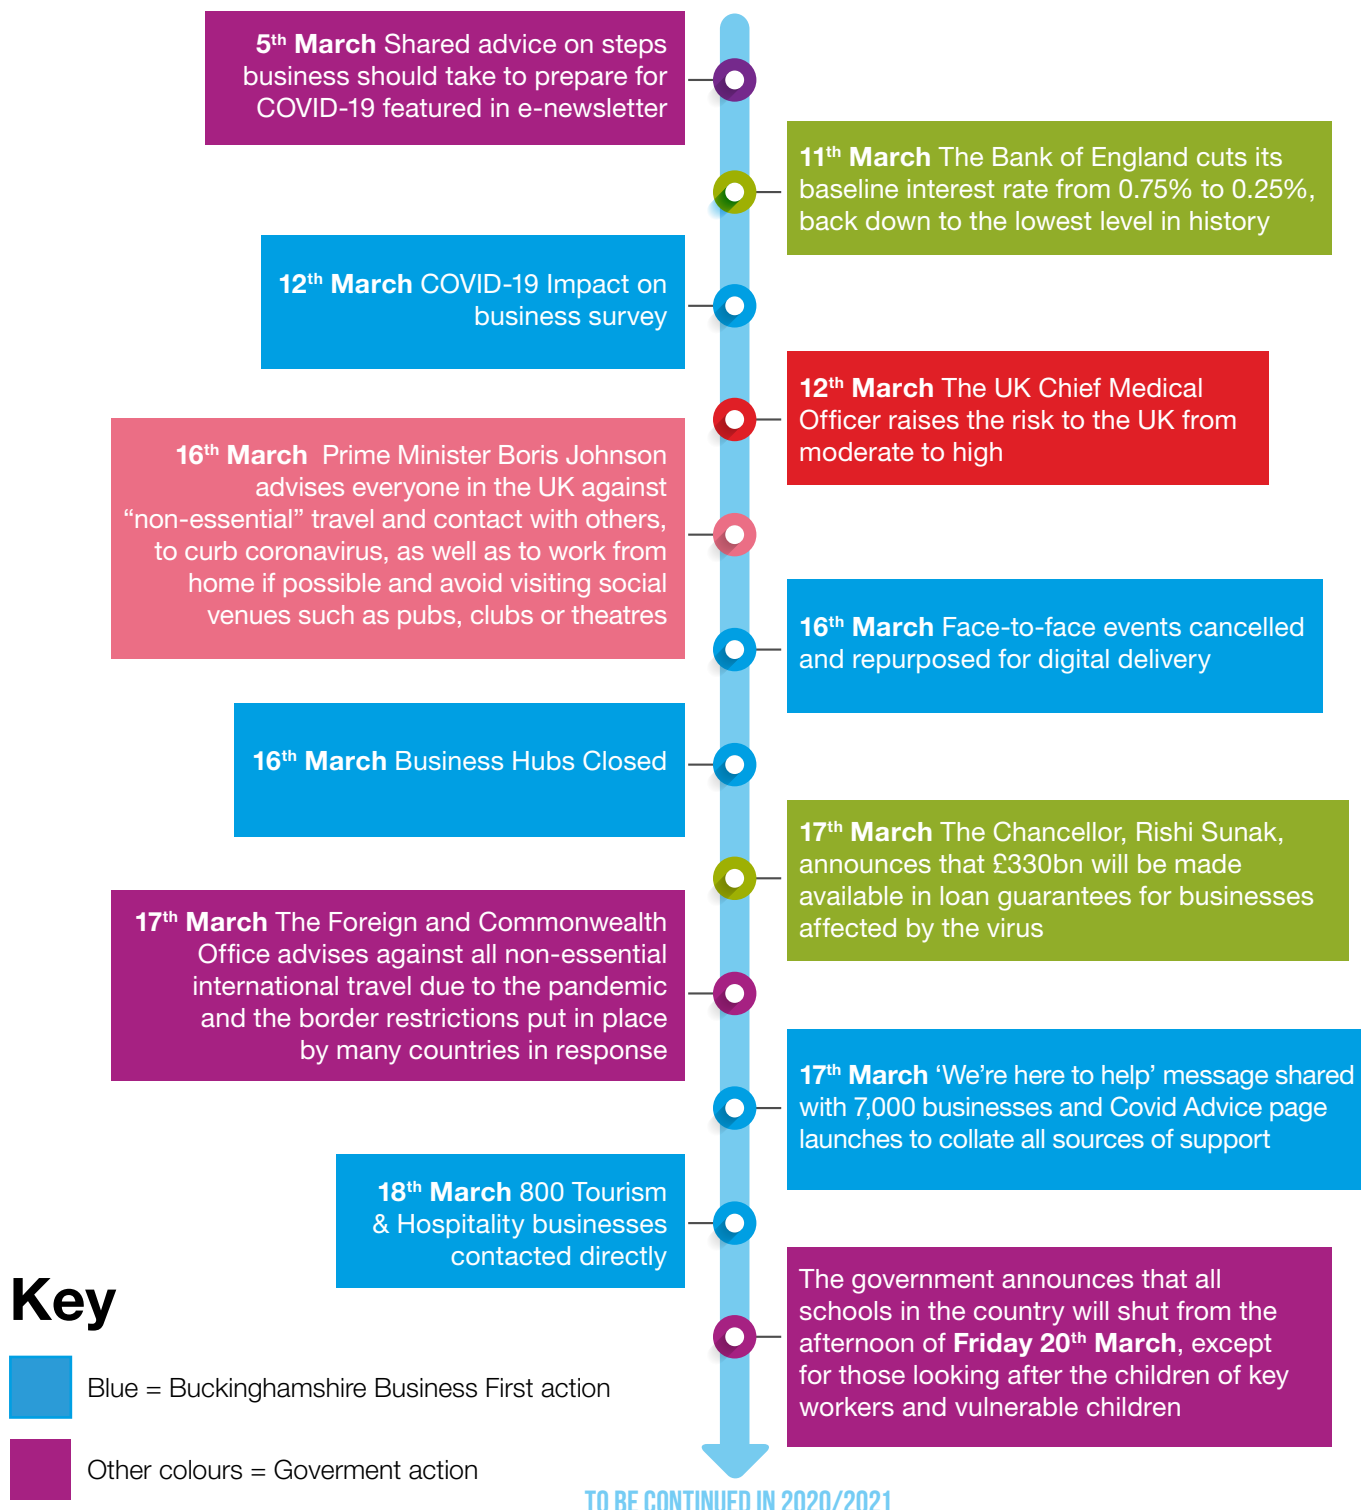 5th March Shared advice on steps
business should take to prepare for
COVID-19 featured in e-newsletter
11th March The Bank of England cuts its
baseline interest rate from 0.75% to 0.25%,
back down to the lowest level in history
12th March COVID-19 Impact on
business survey
12th March The UK Chief Medical
Officer raises the risk to the UK from
moderate to high
16th March Prime Minister Boris Johnson
advises everyone in the UK against
“non-essential” travel and contact with others,
to curb coronavirus, as well as to work from
home if possible and avoid visiting social
venues such as pubs, clubs or theatres
16th March Face-to-face events cancelled
and repurposed for digital delivery
16th March Business Hubs Closed
17th March The Chancellor, Rishi Sunak,
announces that £330bn will be made
available in loan guarantees for businesses
affected by the virus
17th March The Foreign and Commonwealth
Office advises against all non-essential
international travel due to the pandemic
and the border restrictions put in place
by many countries in response
17th March ‘We’re here to help’ message shared
with 7,000 businesses and Covid Advice page
launches to collate all sources of support
18th March 800 Tourism
& Hospitality businesses
contacted directly
The government announces that all
schools in the country will shut from the
afternoon of Friday 20th March, except
for those looking after the children of key
workers and vulnerable children
Key
Blue = Buckinghamshire Business First action
Other colours = Goverment action
TO BE CONTINUED IN 2020/2021